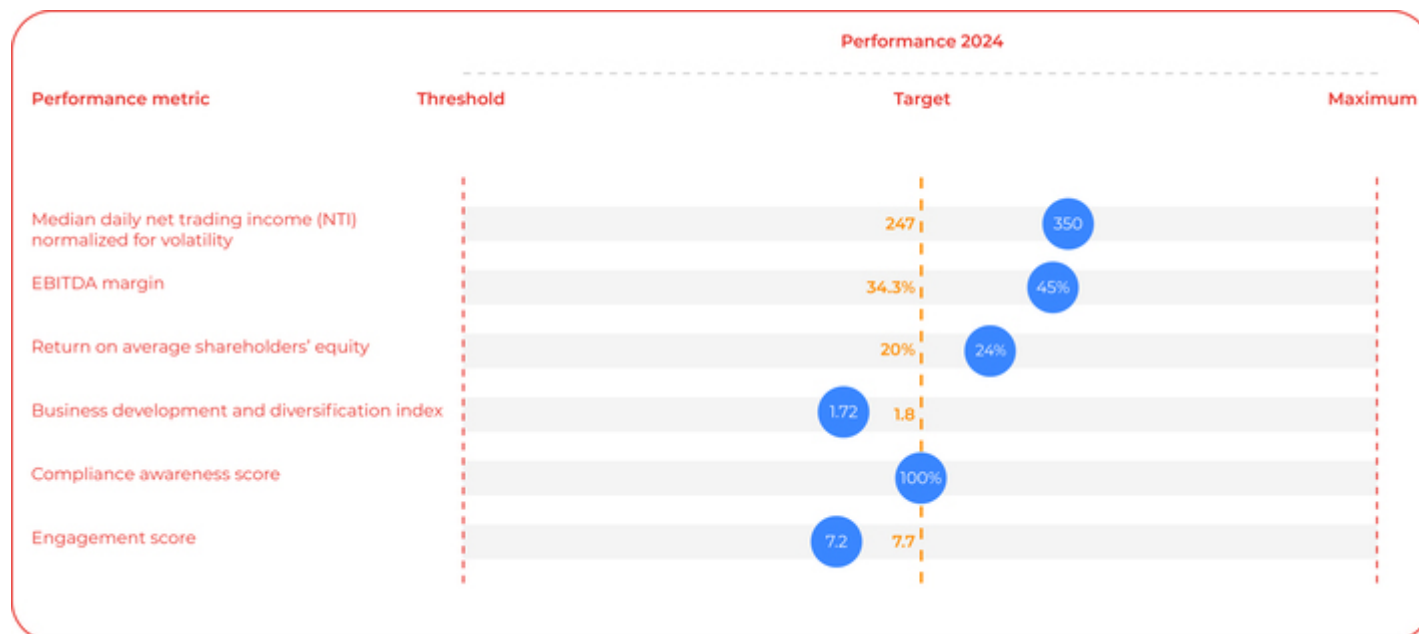 Performance 2024
Performance metric Threshold Target Maximum
Median daily net trading income (NTI)
normalized for volatility
247 350
EBITDA margin 34.3% 45%
Return on average shareholders’ equity 20% 24%
Business development and diversification index 1.72 1.8
Compliance awareness score 100%
Engagement score 7.2 7.7